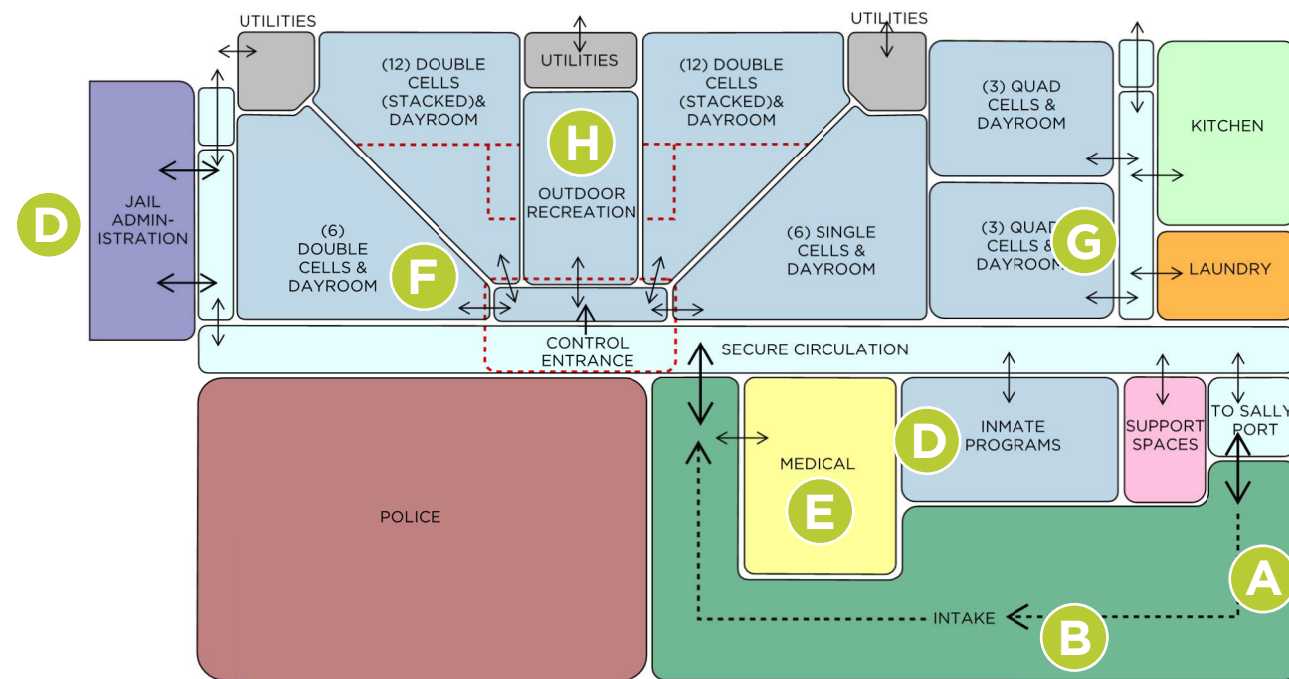 UTILITIES
UTILITIES
UTILITIES
(12) DOUBLE
CELLS
(STACKED)&
DAYROOM
(12) DOUBLE
CELLS
(STACKED)&
DAYROOM
(3) QUAD
CELLS &
DAYROOM
KITCHEN
H
OUTDOOR
RECREATION
D
JAIL
ADMIN-
ISTRATION
(6)
DOUBLE
CELLS &
DAYROOM
F
(6) SINGLE
CELLS &
DAYROOM
(3) QUAD
CELLS &
DAYROOM
G
LAUNDRY
CONTROL
ENTRANCE
SECURE CIRCULATION
POLICE
MEDICAL
E
D
INMATE
PROGRAMS
SUPPORT
SPACES
TO SALLY
PORT
A
INTAKE
B